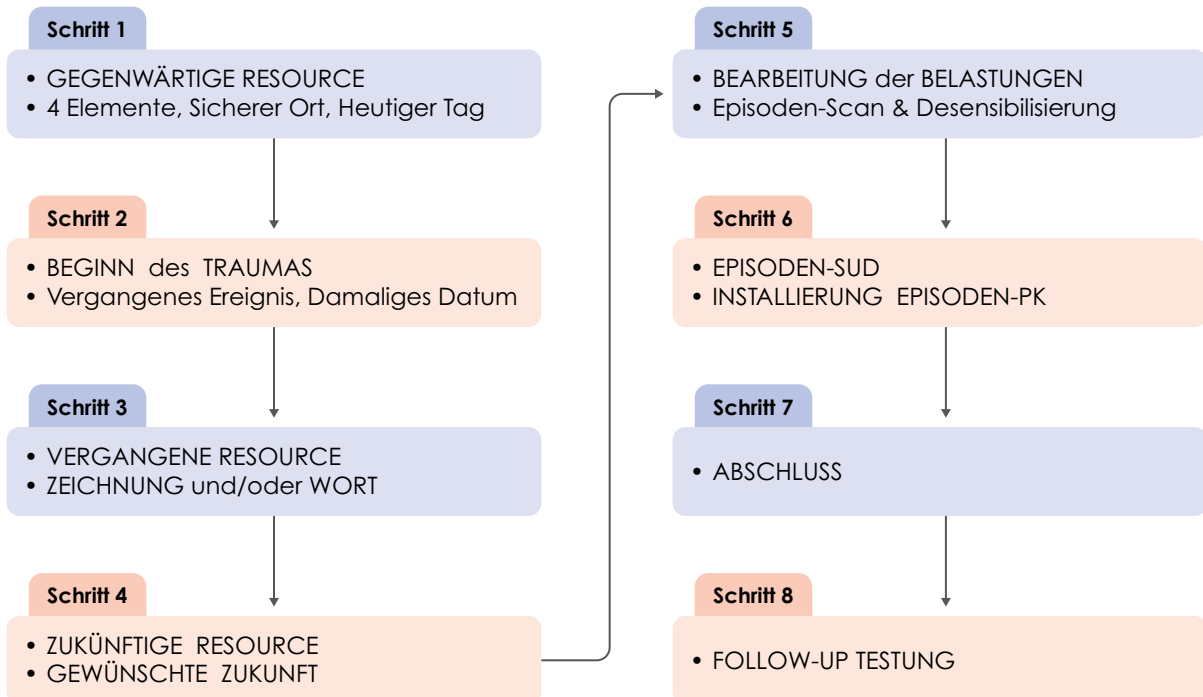 Schritt 1
• GEGENWÄRTIGE RESOURCE
• 4 Elemente, Sicherer Ort, Heutiger Tag
Schritt 2
• BEGINN des TRAUMAS
• Vergangenes Ereignis, Damaliges Datum
Schritt 3
• VERGANGENE RESOURCE
• ZEICHNUNG und/oder WORT
Schritt 4
• ZUKÜNFTIGE RESOURCE
• GEWÜNSCHTE ZUKUNFT
Schritt 5
• BEARBEITUNG der BELASTUNGEN
• Episoden-Scan & Desensibilisierung
Schritt 6
• EPISODEN-SUD
• INSTALLIERUNG EPISODEN-PK
Schritt 7
• ABSCHLUSS
Schritt 8
• FOLLOW-UP TESTUNG